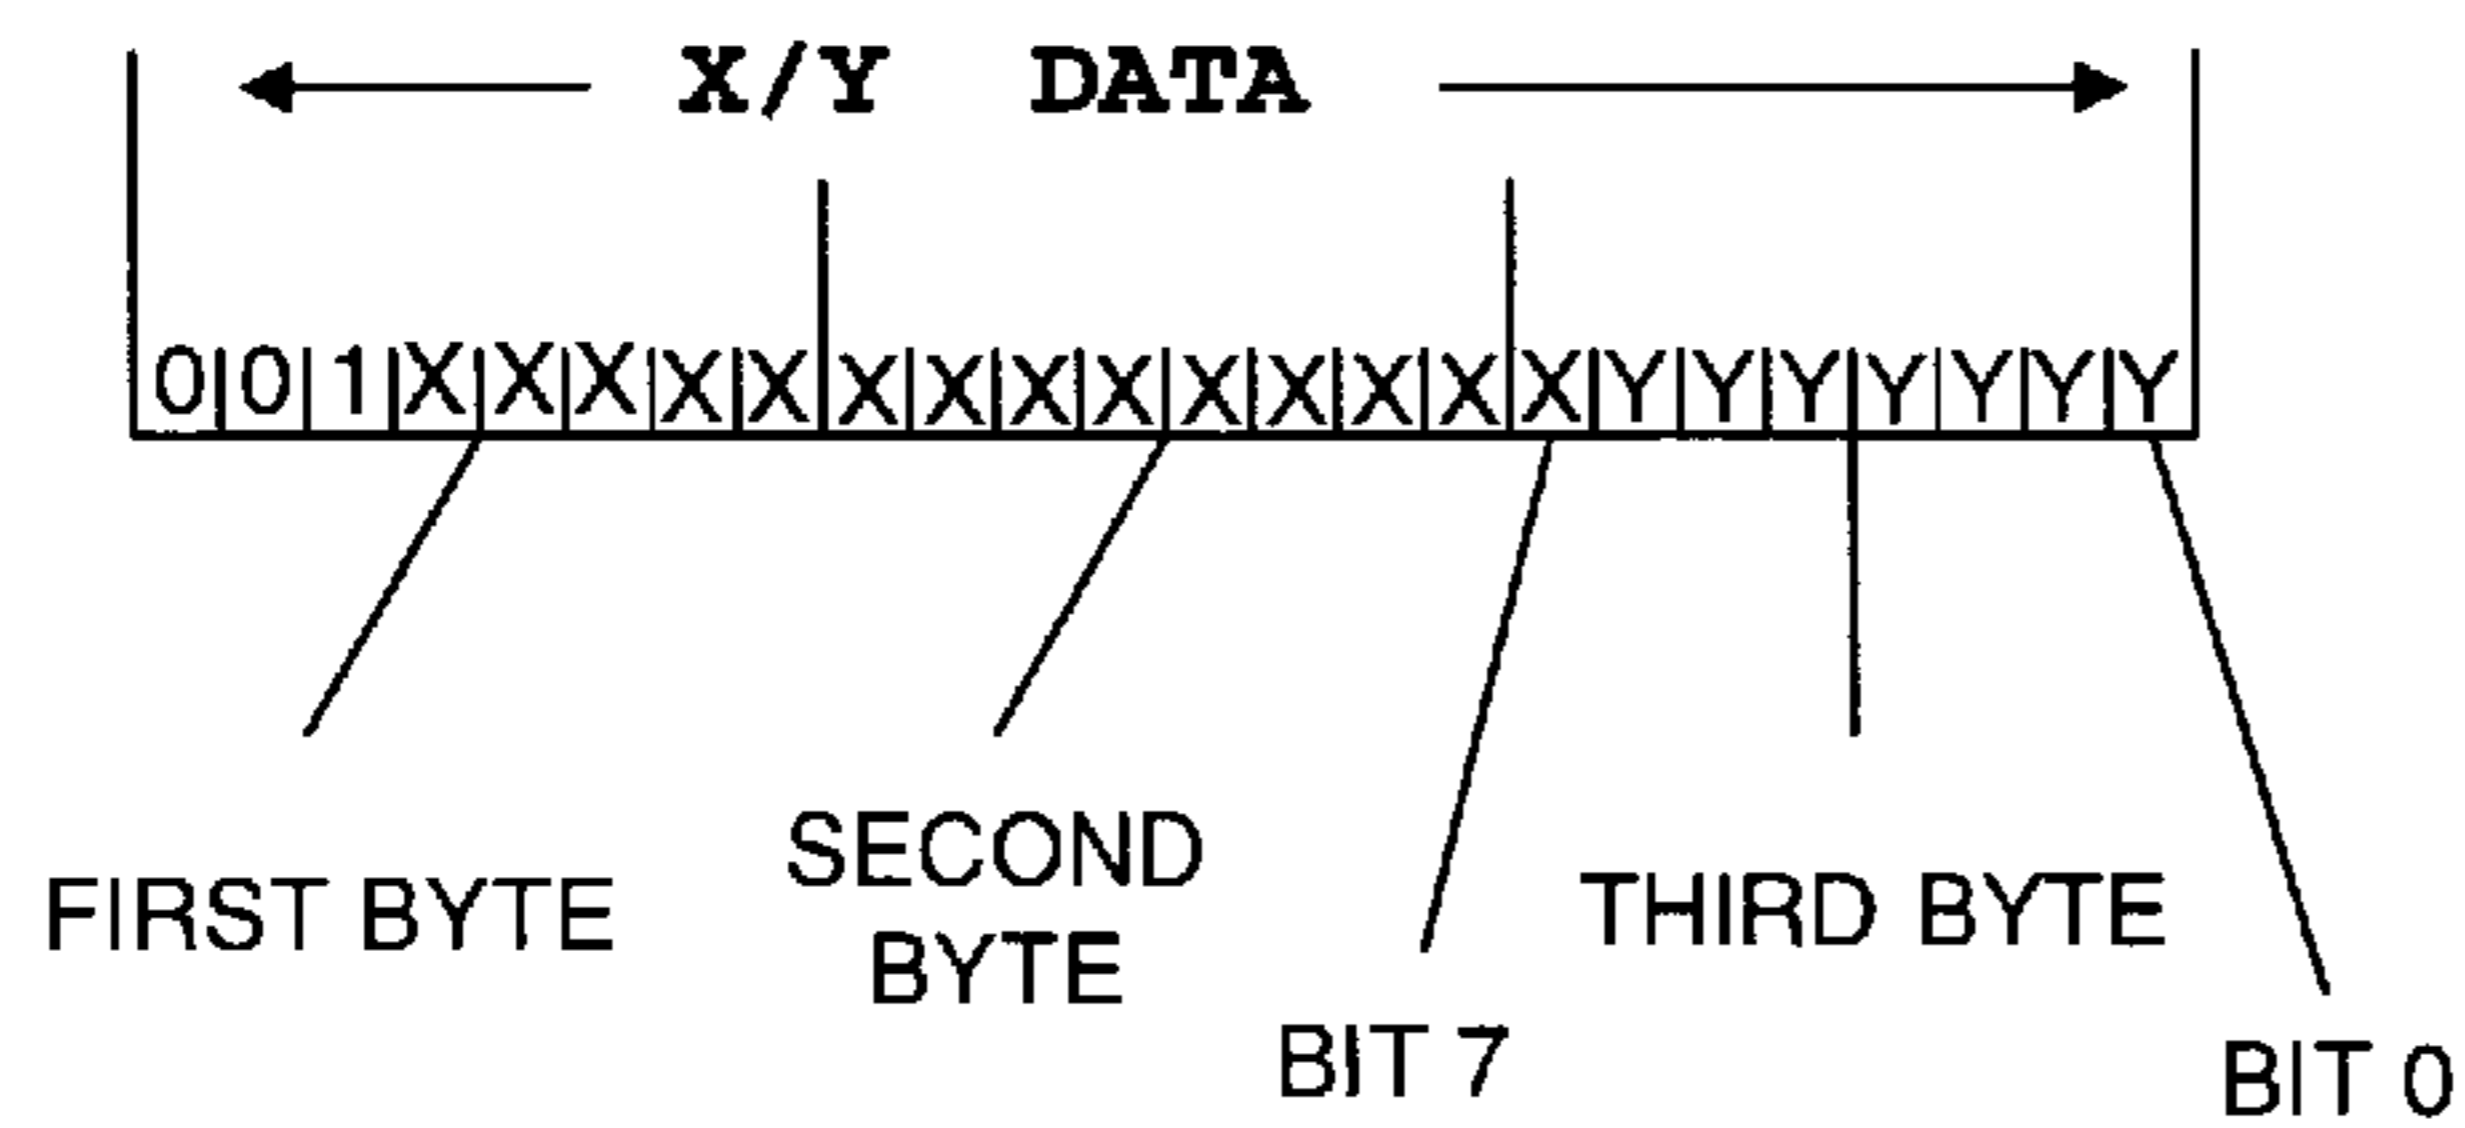 X/Y DATA
0|0|1|X|X|X|X|X|X|X|X|X|X|X|X|X|X|Y|Y|Y|Y|Y|Y|Y
FIRST BYTE
SECOND
BYTE
BIT 7
THIRD BYTE
BIT 0